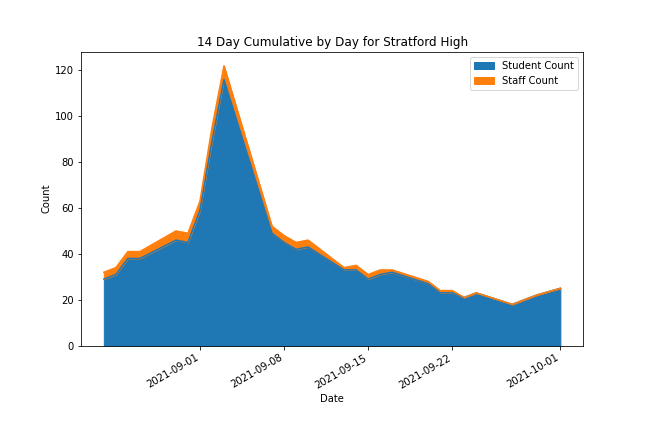 14 Day Cumulative by Day for Stratford High
Student Count
Staff Count
Count
120
100
80
60
40
20
0
2021-09-01
2021-09-08
2021-09-15
2021-09-22
2021-10-01
Date